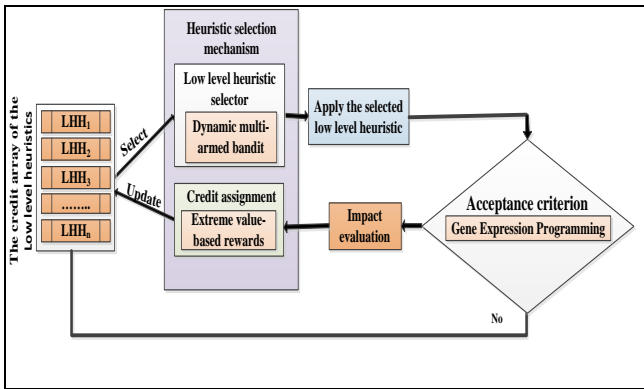 The credit array of the
Low level heuristics
LHH1
LHH2
LHH3
........
LHHn
Select
Update
Heuristic selection
mechanism
Low level heuristic
selector
Dynamic multi-
armed bandit
Credit assignment
Extreme value-
based rewards
Apply the selected
low level heuristic
Impact
evaluation
Acceptance criterion
Gene Expression Programming
No